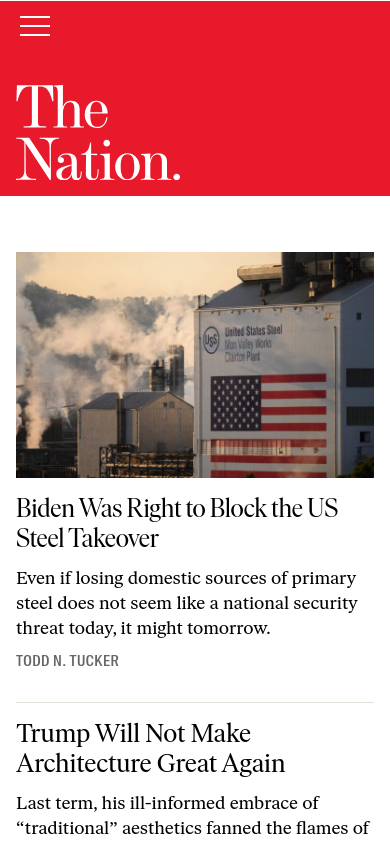 The
Nation.
USS
United States Steel
Mon Valley Works
Clairton Plant
Biden Was Right to Block the US
Steel Takeover
Even if losing domestic sources of primary
steel does not seem like a national security
threat today, it might tomorrow.
TODD N. TUCKER
Trump Will Not Make
Architecture Great Again
Last term, his ill-informed embrace of
“traditional” aesthetics fanned the flames of